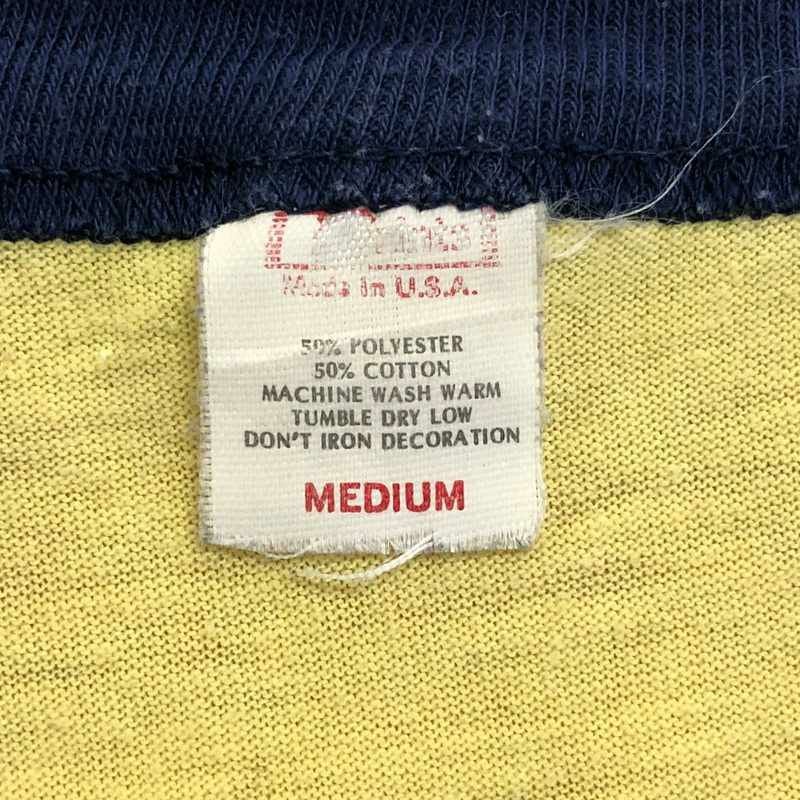 Made In U.S.A.
50% POLYESTER
50% COTTON
MACHINE WASH WARM
TUMBLE DRY LOW
DON'T IRON DECORATION
MEDIUM